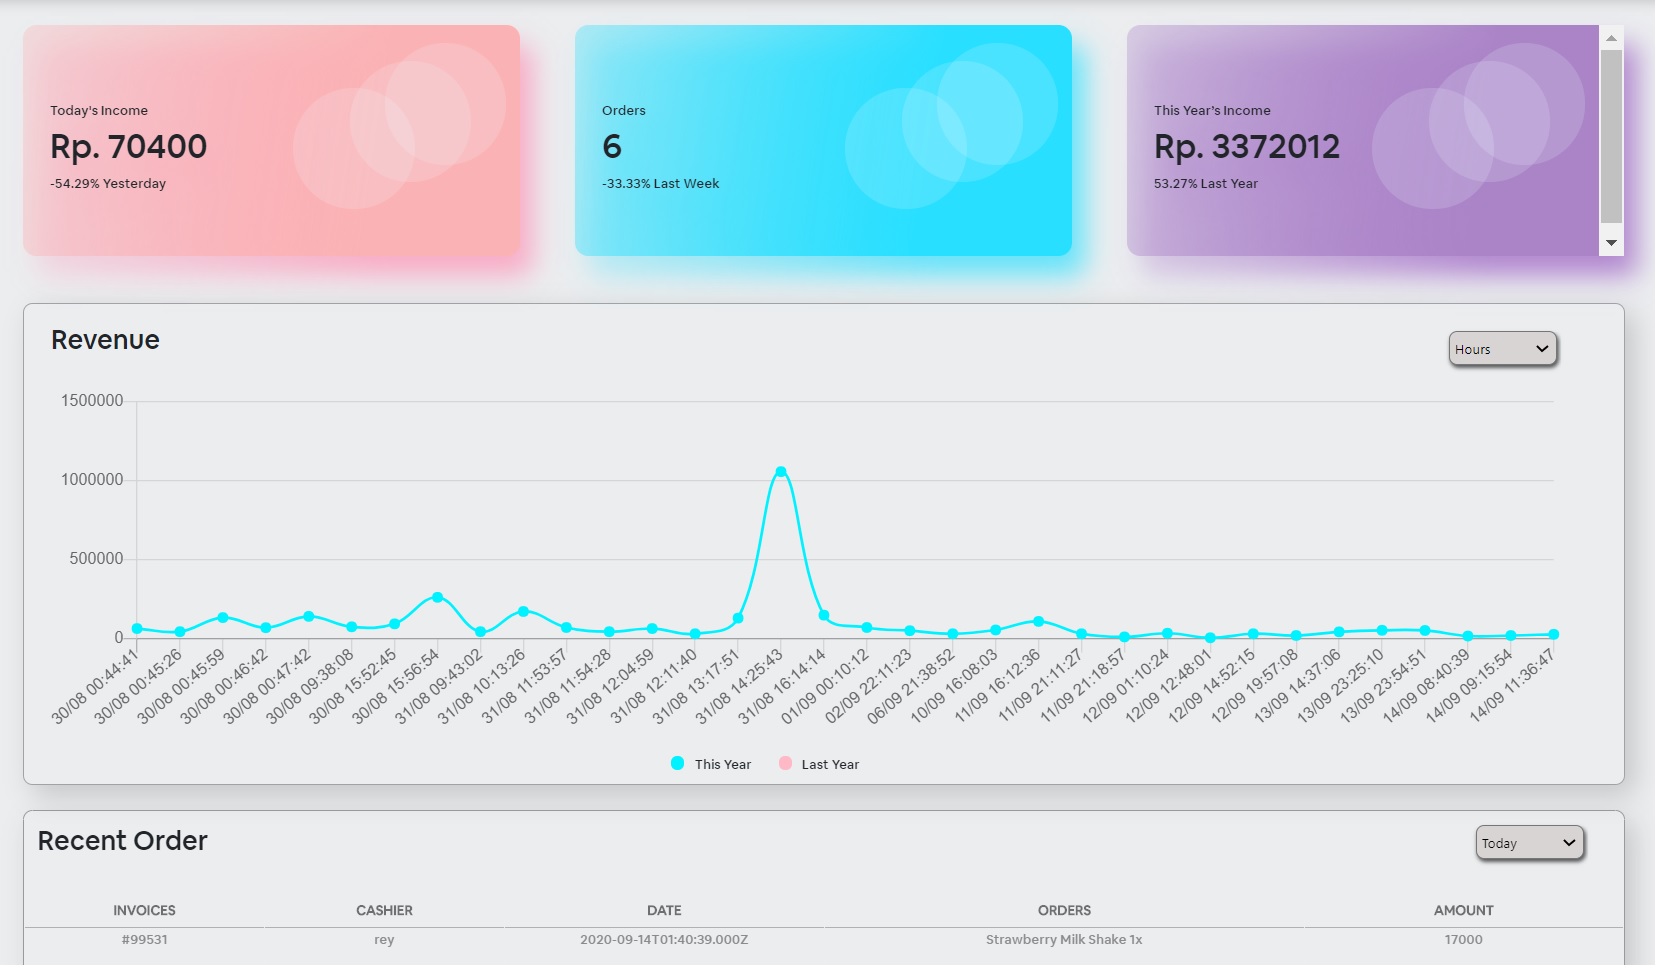 Today's Income
Rp. 70400
-54.29% Yesterday
Orders
6
-33.33% Last Week
This Year's Income
Rp. 3372012
53.27% Last Year
Revenue
Hours
1500000
1000000
500000
0
30/08 00:44:41
30/08 00:45:26
30/08 00:45:59
30/08 00:46:42
30/08 00:47:42
30/08 09:38:08
30/08 15:52:45
30/08 15:56:54
31/08 09:43:02
31/08 10:13:26
31/08 11:53:57
31/08 11:54:28
31/08 12:04:59
31/08 12:11:40
31/08 13:17:51
31/08 14:25:43
31/08 16:14:14
01/09 00:10:12
02/09 22:11:23
06/09 21:38:52
10/09 16:08:03
11/09 16:12:36
11/09 21:11:27
11/09 21:18:57
12/09 01:10:24
12/09 12:48:01
12/09 14:52:15
12/09 19:57:08
13/09 14:37:06
13/09 23:25:10
13/09 23:54:51
14/09 08:40:39
14/09 09:15:54
14/09 11:36:47
This Year Last Year
Recent Order
Today
INVOICES CASHIER DATE ORDERS AMOUNT
#99531 rey 2020-09-14T01:40:39.000Z Strawberry Milk Shake 1x 17000